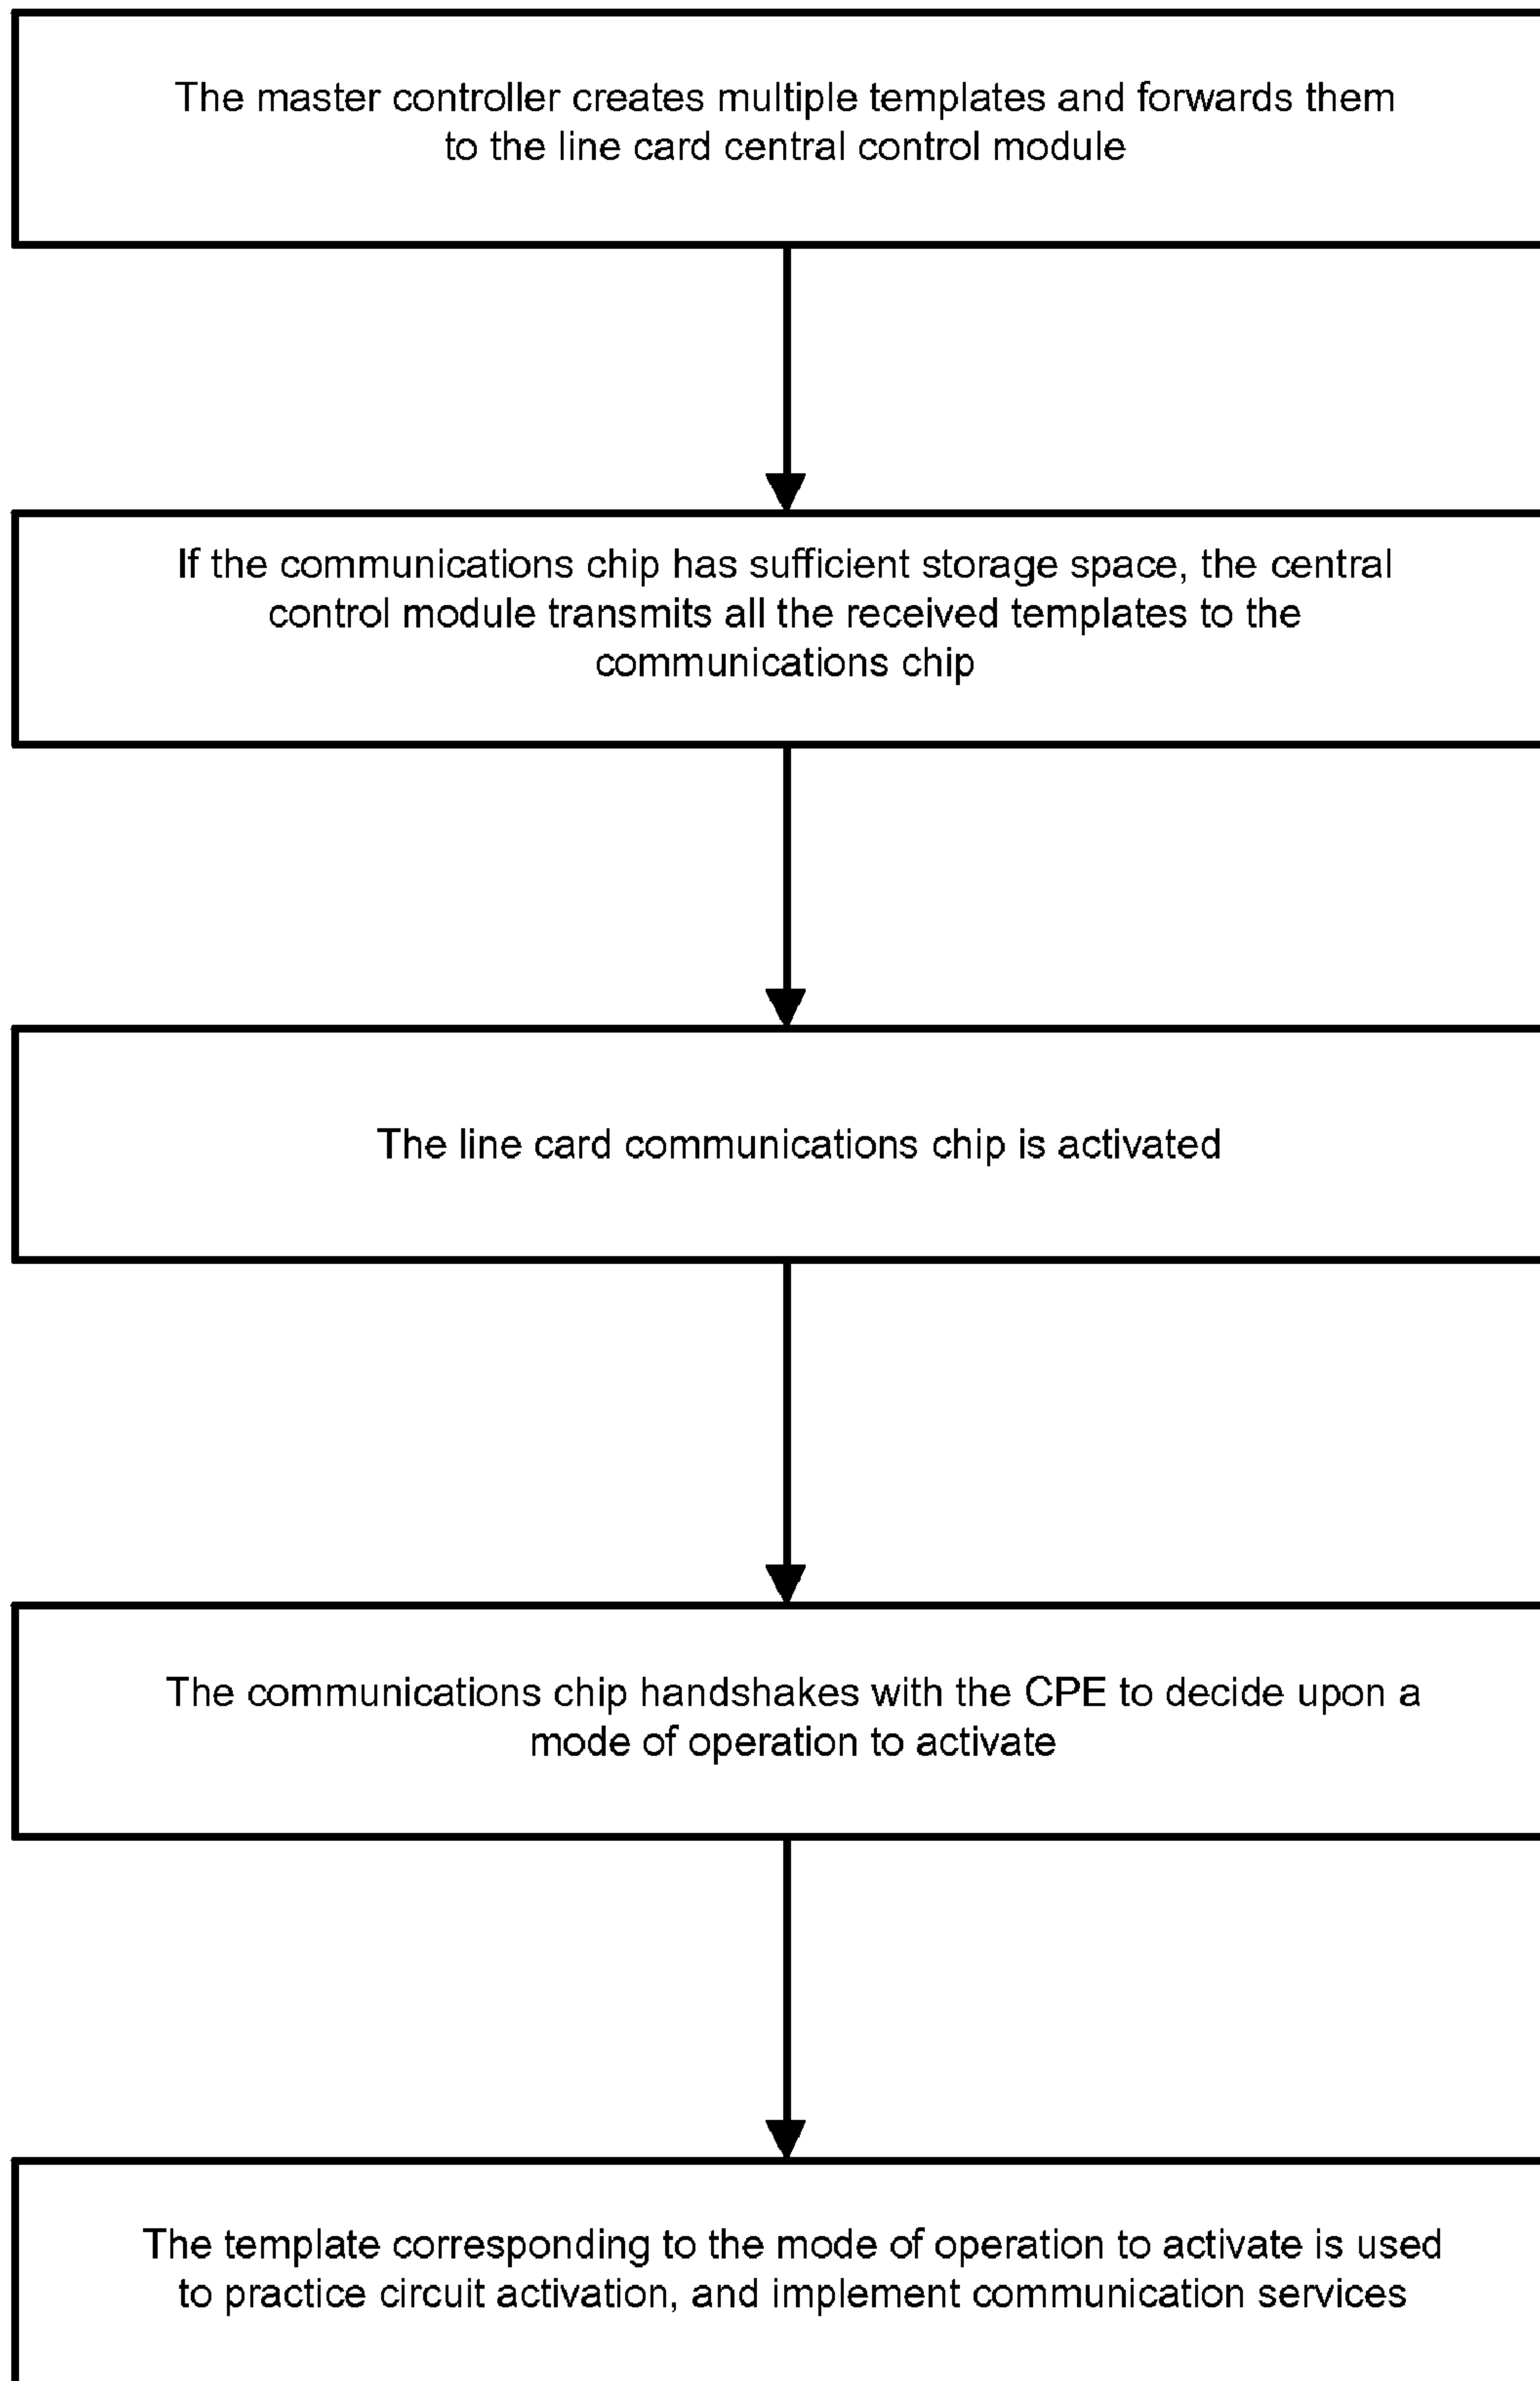 The master controller creates multiple templates and forwards them
to the line card central control module
If the communications chip has sufficient storage space, the central
control module transmits all the received templates to the
communications chip
The line card communications chip is activated
The communications chip handshakes with the CPE to decide upon a
mode of operation to activate
The template corresponding to the mode of operation to activate is used
to practice circuit activation, and implement communication services